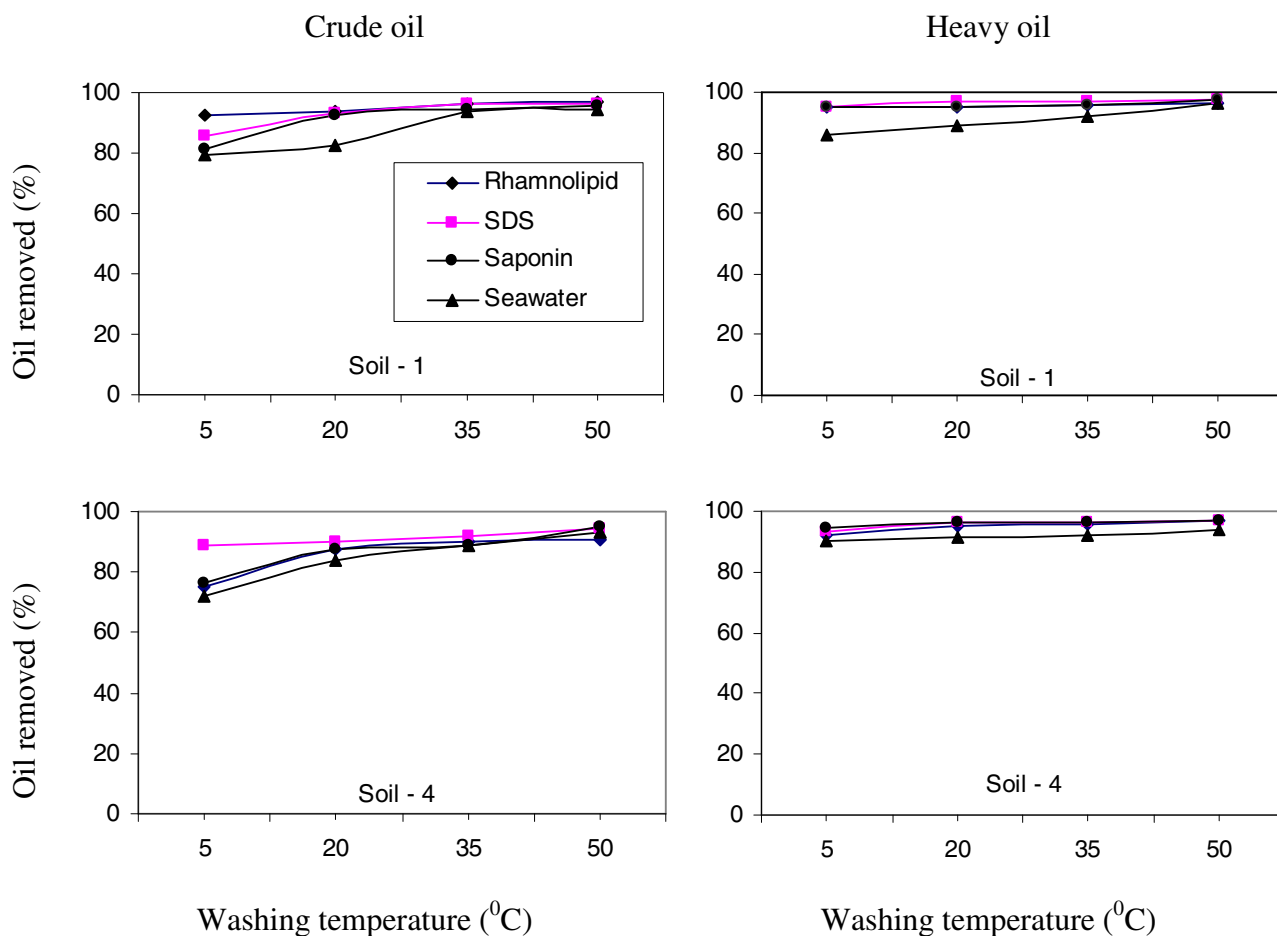 Crude oil
Heavy oil
Oil removed (%)
100
80
60
40
20
0
Rhamnolipid
SDS
Saponin
Seawater
Soil - 1
5 20 35 50
100
80
60
40
20
0
Soil - 1
5 20 35 50
Oil removed (%)
100
80
60
40
20
0
Soil - 4
5 20 35 50
Washing temperature (⁰C)
100
80
60
40
20
0
Soil - 4
5 20 35 50
Washing temperature (⁰C)